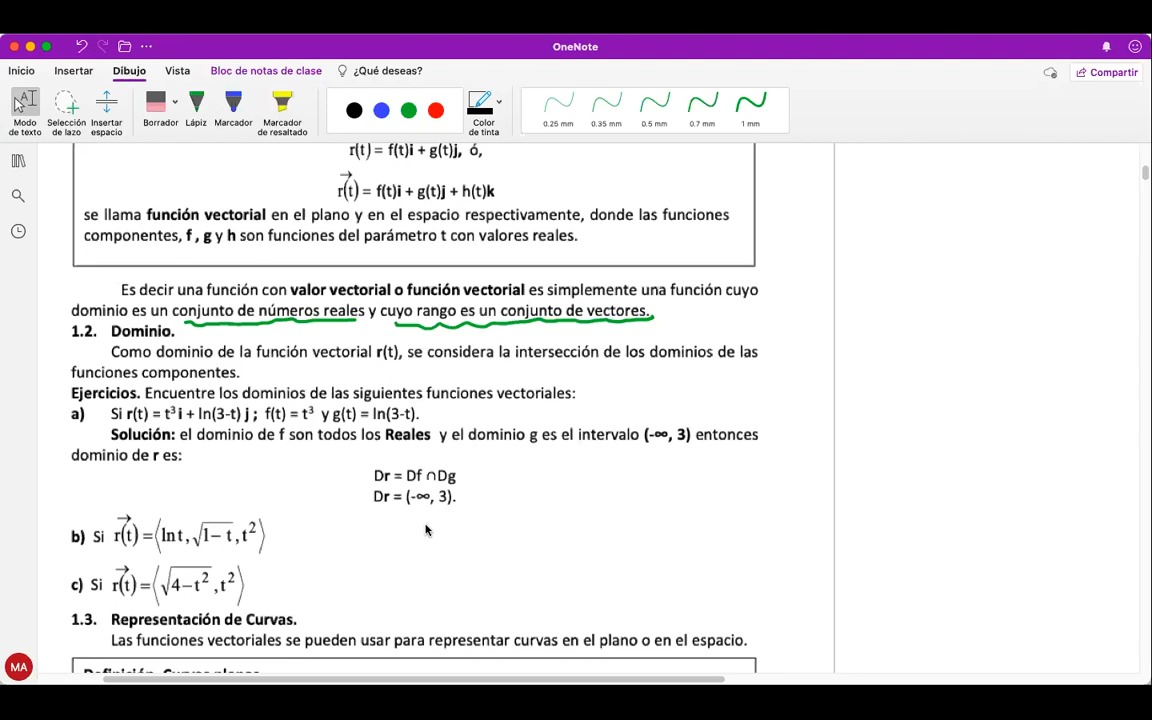 OneNote
Inicio Insertar Dibujo Vista Bloc de notas de clase ¿Qué deseas? Compartir
Modo de texto Selección de lazo Insertar espacio Borrador Lápiz Marcador Marcador de resaltado Color de tinta 0.25 mm 0.35 mm 0.5 mm 0.7 mm 1 mm
r(t) = f(t)i + g(t)j, ó,
r(t)⃗ = f(t)i + g(t)j + h(t)k
se llama función vectorial en el plano y en el espacio respectivamente, donde las funciones
componentes, f , g y h son funciones del parámetro t con valores reales.
Es decir una función con valor vectorial o función vectorial es simplemente una función cuyo
dominio es un conjunto de números reales y cuyo rango es un conjunto de vectores.
1.2. Dominio.
Como dominio de la función vectorial r(t), se considera la intersección de los dominios de las
funciones componentes.
Ejercicios. Encuentre los dominios de las siguientes funciones vectoriales:
a) Si r(t) = t³ i + ln(3-t) j ; f(t) = t³ y g(t) = ln(3-t).
Solución: el dominio de f son todos los Reales y el dominio g es el intervalo (-∞, 3) entonces
dominio de r es:
Dr = Df ∩Dg
Dr = (-∞, 3).
b) Si r(t)⃗ =⟨ln t, √(1-t), t²⟩
c) Si r(t)⃗ =⟨√(4-t²), t²⟩
1.3. Representación de Curvas.
Las funciones vectoriales se pueden usar para representar curvas en el plano o en el espacio.
MA